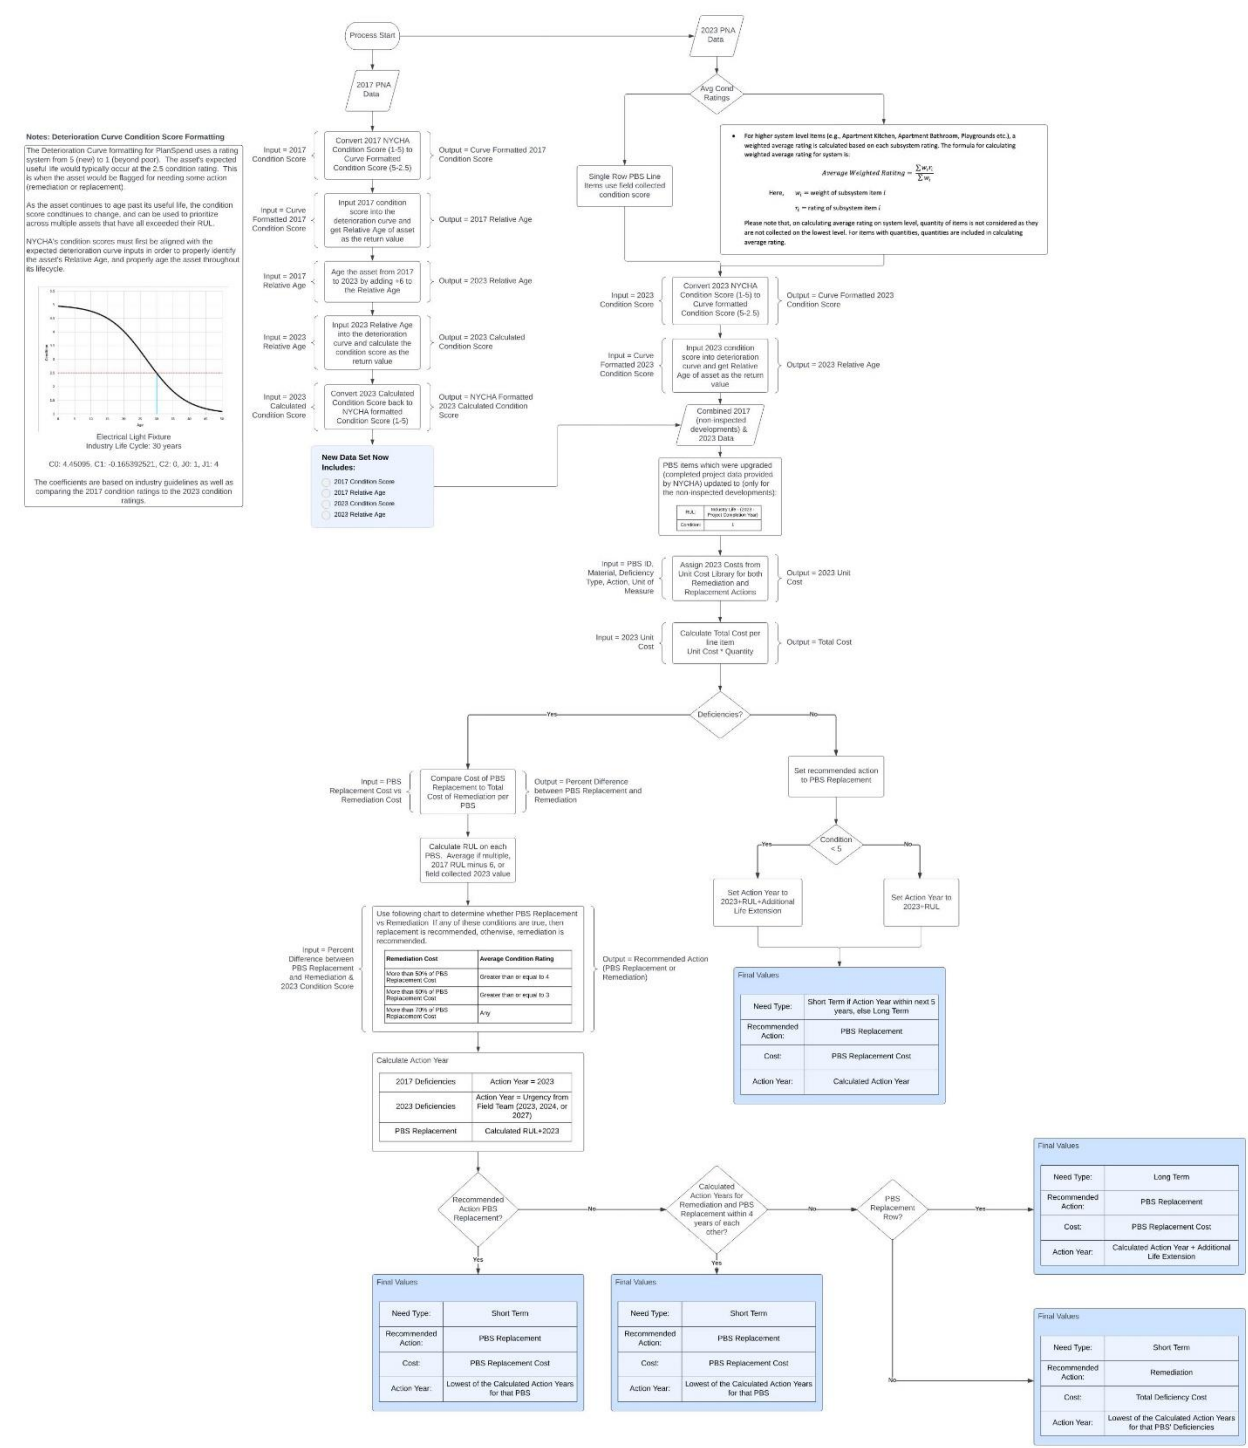 Process Start
2023 PNA
Data
2017 PNA
Data
Avg Cond
Ratings
Notes: Deterioration Curve Condition Score Formatting
The Deterioration Curve formatting for PlanSpend uses a rating
system from 5 (new) to 1 (beyond poor). The asset's expected
useful life would typically occur at the 2.5 condition rating. This
is when the asset would be flagged for needing some action
(remediation or replacement).
As the asset continues to age past its useful life, the condition
score condtinues to change, and can be used to prioritize
across multiple assets that have all exceeded their RUL.
NYCHA's condition scores must first be aligned with the
expected deterioration curve inputs in order to properly identify
the asset's Relative Age, and properly age the asset throughout
its lifecycle.
Condition
Age
Electrical Light Fixture
Industry Life Cycle: 30 years
C0: 4.45095, C1: -0.165392521, C2: 0, J0: 1, J1: 4
The coefficients are based on industry guidelines as well as
comparing the 2017 condition ratings to the 2023 condition
ratings.
Input = 2017
Condition Score
Convert 2017 NYCHA
Condition Score (1-5) to
Curve Formatted
Condition Score (5-2.5)
Output = Curve Formatted 2017
Condition Score
Input = Curve
Formatted 2017
Condition Score
Input 2017 condition
score into the
deterioration curve and
get Relative Age of asset
as the return value
Output = 2017 Relative Age
Input = 2017
Relative Age
Age the asset from 2017
to 2023 by adding +6 to
the Relative Age
Output = 2023 Relative Age
Input = 2023
Relative Age
Input 2023 Relative Age
into the deterioration
curve and calculate the
condition score as the
return value
Output = 2023 Calculated
Condition Score
Input = 2023
Calculated
Condition Score
Convert 2023 Calculated
Condition Score back to
NYCHA formatted
Condition Score (1-5)
Output = NYCHA Formatted
2023 Calculated Condition
Score
New Data Set Now
Includes:
2017 Condition Score
2017 Relative Age
2023 Condition Score
2023 Relative Age
Single Row PBS Line
Items use field collected
condition score
• For higher system level items (e.g., Apartment Kitchen, Apartment Bathroom, Playgrounds etc.), a
weighted average rating is calculated based on each subsystem rating. The formula for calculating
weighted average rating for system is:
Average Weighted Raitng = ∑wᵢrᵢ / ∑wᵢ
Here, wᵢ = weight of subsystem item i
rᵢ = rating of subsystem item i
Please note that, on calculating average rating on system level, quantity of items is not considered as they
are not collected on the lowest level. For items with quantities, quantities are included in calculating
average rating.
Input = 2023
Condition Score
Convert 2023 NYCHA
Condition Score (1-5) to
Curve formatted
Condition Score (5-2.5)
Output = Curve Formatted 2023
Condition Score
Input = Curve
Formatted 2023
Condition Score
Input 2023 condition
score into deterioration
curve and get Relative
Age of asset as the return
value
Output = 2023 Relative Age
Combined 2017
(non-inspected
developments) &
2023 Data
PBS items which were upgraded
(completed project data provided
by NYCHA) updated to (only for
the non-inspected developments):
RUL: Industry Life - (2023 -
Project Completion Year)
Condition: 1
Input = PBS ID,
Material, Deficiency
Type, Action, Unit of
Measure
Assign 2023 Costs from
Unit Cost Library for both
Remediation and
Replacement Actions
Output = 2023 Unit
Cost
Input = 2023 Unit
Cost
Calculate Total Cost per
line item
Unit Cost * Quantity
Output = Total Cost
Deficiencies?
Yes
No
Input = PBS
Replacement Cost vs
Remediation Cost
Compare Cost of PBS
Replacement to Total
Cost of Remediation per
PBS
Output = Percent Difference
between PBS Replacement and
Remediation
Calculate RUL on each
PBS. Average if multiple,
2017 RUL minus 6, or
field collected 2023 value
Input = Percent
Difference between
PBS Replacement
and Remediation &
2023 Condition Score
Use following chart to determine whether PBS Replacement
vs Remediation. If any of these conditions are true, then
replacement is recommended, otherwise, remediation is
recommended.
Remediation Cost Average Condition Rating
More than 50% of PBS
Replacement Cost Greater than or equal to 4
More than 60% of PBS
Replacement Cost Greater than or equal to 3
More than 70% of PBS
Replacement Cost Any
Output = Recommended Action
(PBS Replacement or
Remediation)
Calculate Action Year
2017 Deficiencies Action Year = 2023
2023 Deficiencies Action Year = Urgency from
Field Team (2023, 2024, or
2027)
PBS Replacement Calculated RUL+2023
Set recommended action
to PBS Replacement
Condition
< 5
Yes
No
Set Action Year to
2023+RUL+Additional
Life Extension
Set Action Year to
2023+RUL
Final Values
Need Type: Short Term if Action Year within next 5
years, else Long Term
Recommended
Action: PBS Replacement
Cost: PBS Replacement Cost
Action Year: Calculated Action Year
Recommended
Action PBS
Replacement?
No
Yes
Calculated
Action Years for
Remediation and PBS
Replacement within 4
years of each
other?
No
Yes
PBS
Replacement
Row?
Yes
No
Final Values
Need Type: Long Term
Recommended
Action: PBS Replacement
Cost: PBS Replacement Cost
Action Year: Calculated Action Year + Additional
Life Extension
Final Values
Need Type: Short Term
Recommended
Action: PBS Replacement
Cost: PBS Replacement Cost
Action Year: Lowest of the Calculated Action Years
for that PBS
Final Values
Need Type: Short Term
Recommended
Action: PBS Replacement
Cost: PBS Replacement Cost
Action Year: Lowest of the Calculated Action Years
for that PBS
Final Values
Need Type: Short Term
Recommended
Action: Remediation
Cost: Total Deficiency Cost
Action Year: Lowest of the Calculated Action Years
for that PBS' Deficiencies